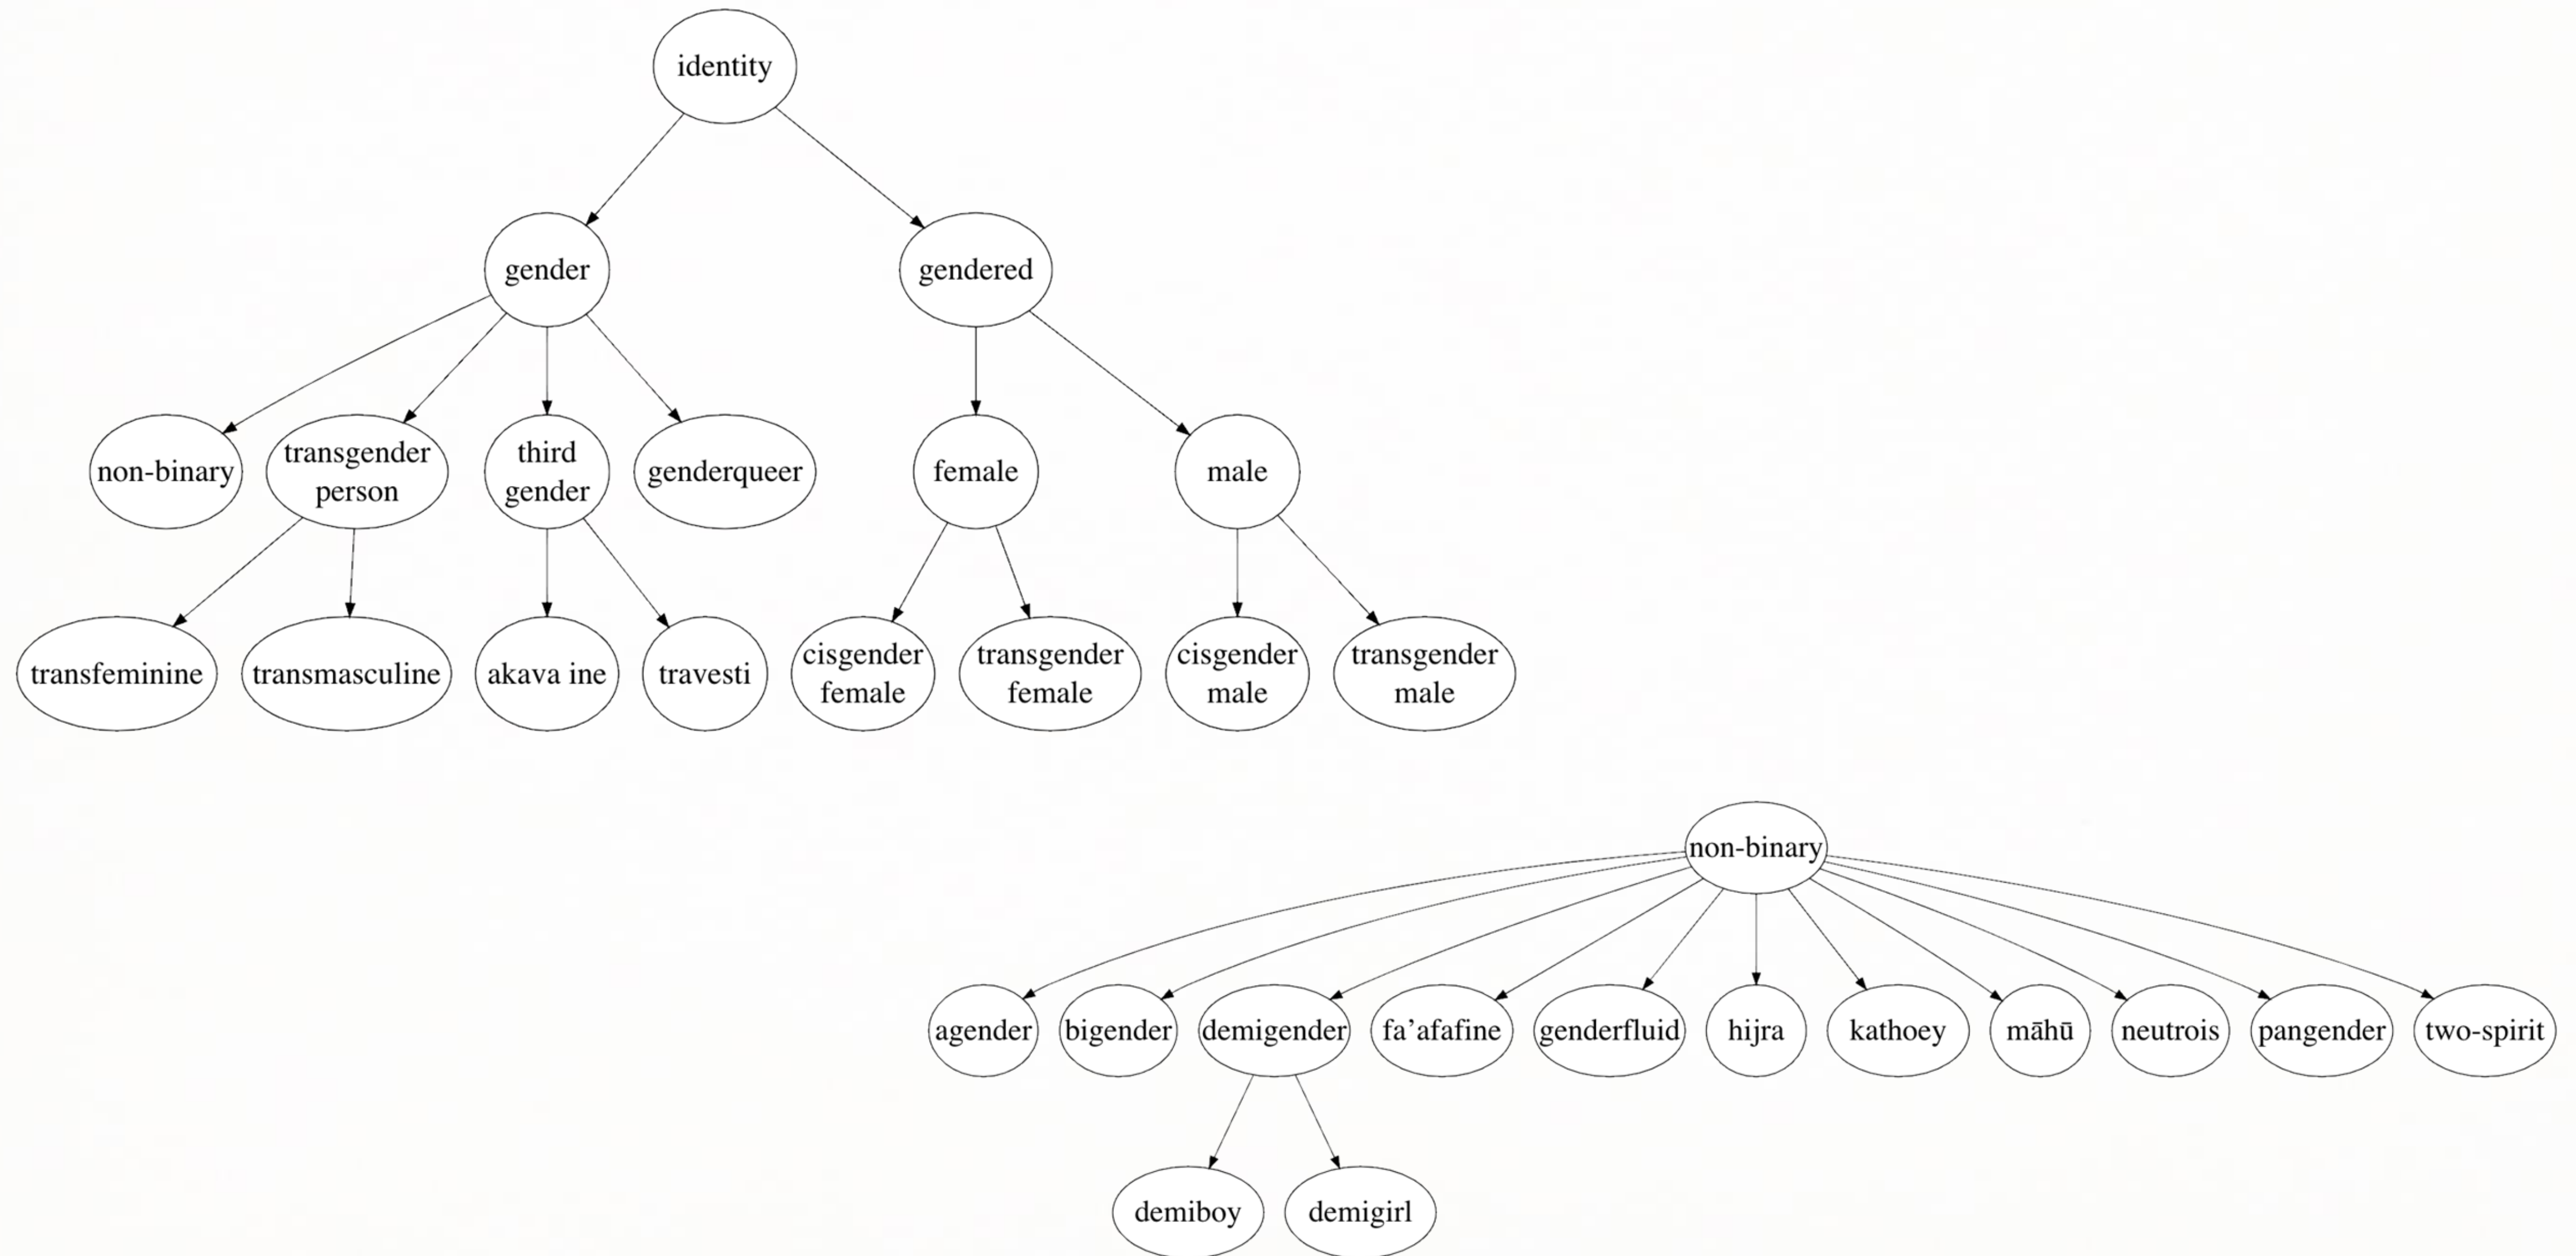 identity
gender
gendered
non-binary
transgender
person
third
gender
genderqueer
female
male
transfeminine
transmasculine
akava ine
travesti
cisgender
female
transgender
female
cisgender
male
transgender
male
non-binary
agender
bigender
demigender
fa’afafine
genderfluid
hijra
kathoey
māhū
neutrois
pangender
two-spirit
demiboy
demigirl